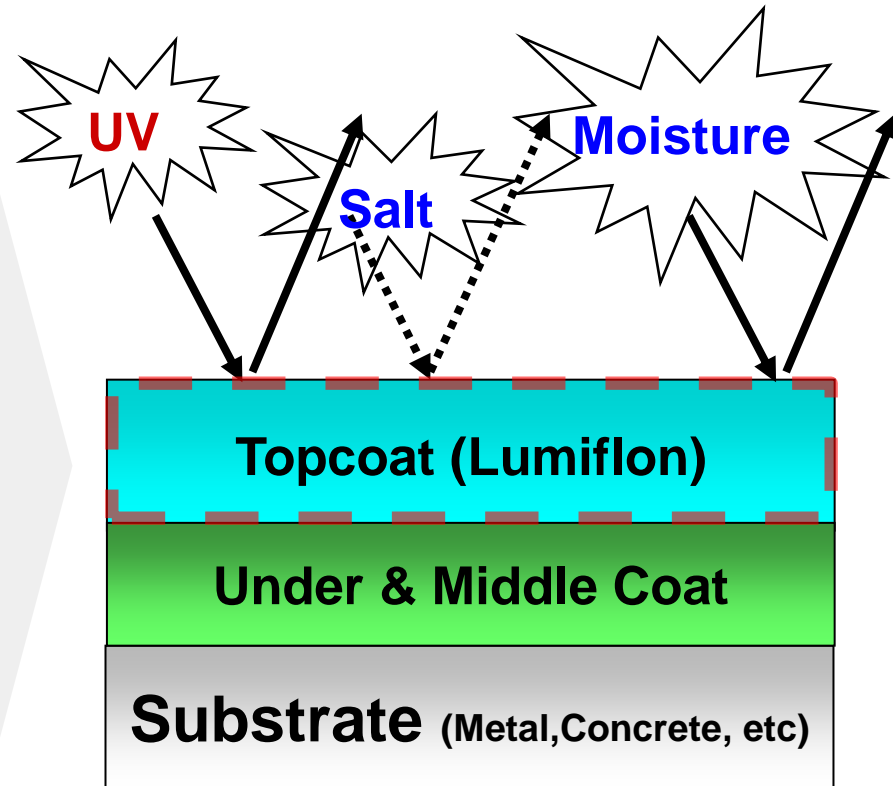 UV
Salt
Moisture
Topcoat (Lumiflon)
Under & Middle Coat
Substrate (Metal,Concrete, etc)